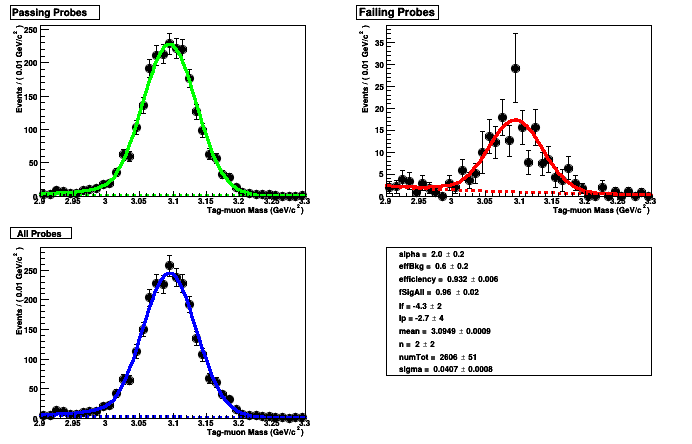 Passing Probes
Events / ( 0.01 GeV/c² )
250
200
150
100
50
0
2.9 2.95 3 3.05 3.1 3.15 3.2 3.25 3.3
Tag-muon Mass (GeV/c²)
Failing Probes
Events / ( 0.01 GeV/c² )
35
30
25
20
15
10
5
0
2.9 2.95 3 3.05 3.1 3.15 3.2 3.25 3.3
Tag-muon Mass (GeV/c²)
All Probes
Events / ( 0.01 GeV/c² )
250
200
150
100
50
0
2.9 2.95 3 3.05 3.1 3.15 3.2 3.25 3.3
Tag-muon Mass (GeV/c²)
alpha = 2.0 ± 0.2
effBkg = 0.6 ± 0.2
efficiency = 0.932 ± 0.006
fSigAll = 0.96 ± 0.02
lf = -4.3 ± 2
lp = -2.7 ± 4
mean = 3.0949 ± 0.0009
n = 2 ± 2
numTot = 2606 ± 51
sigma = 0.0407 ± 0.0008